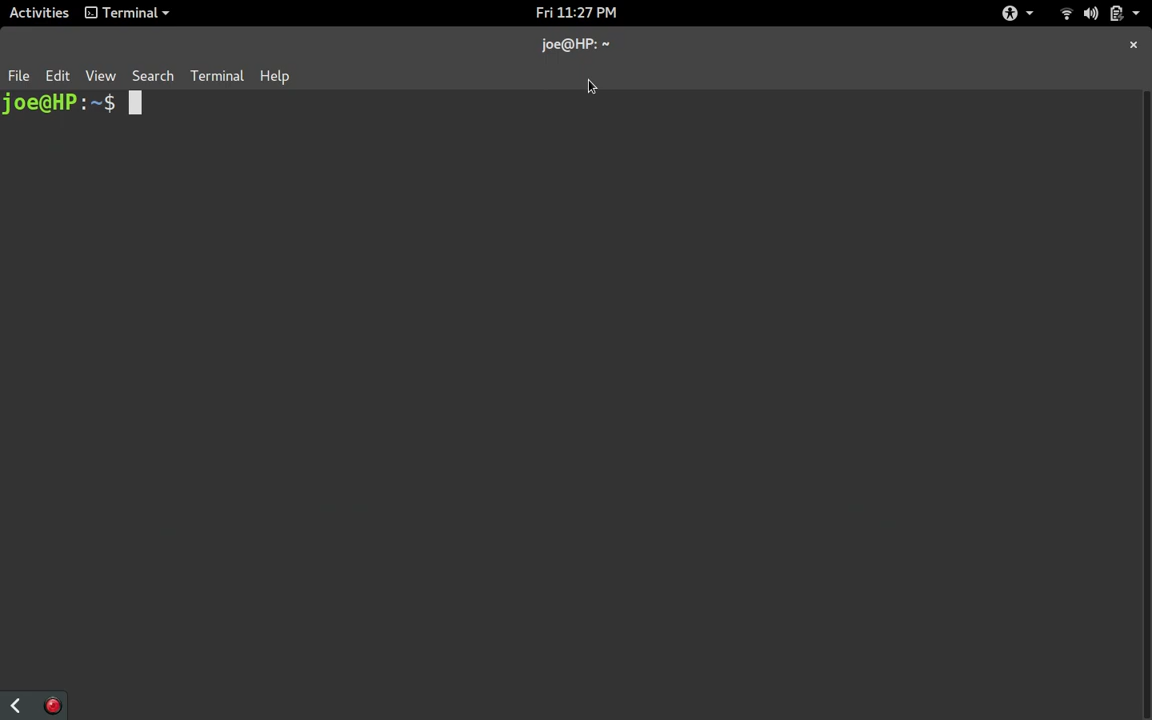 Activities Terminal Fri 11:27 PM
joe@HP: ~
File Edit View Search Terminal Help
joe@HP:~$